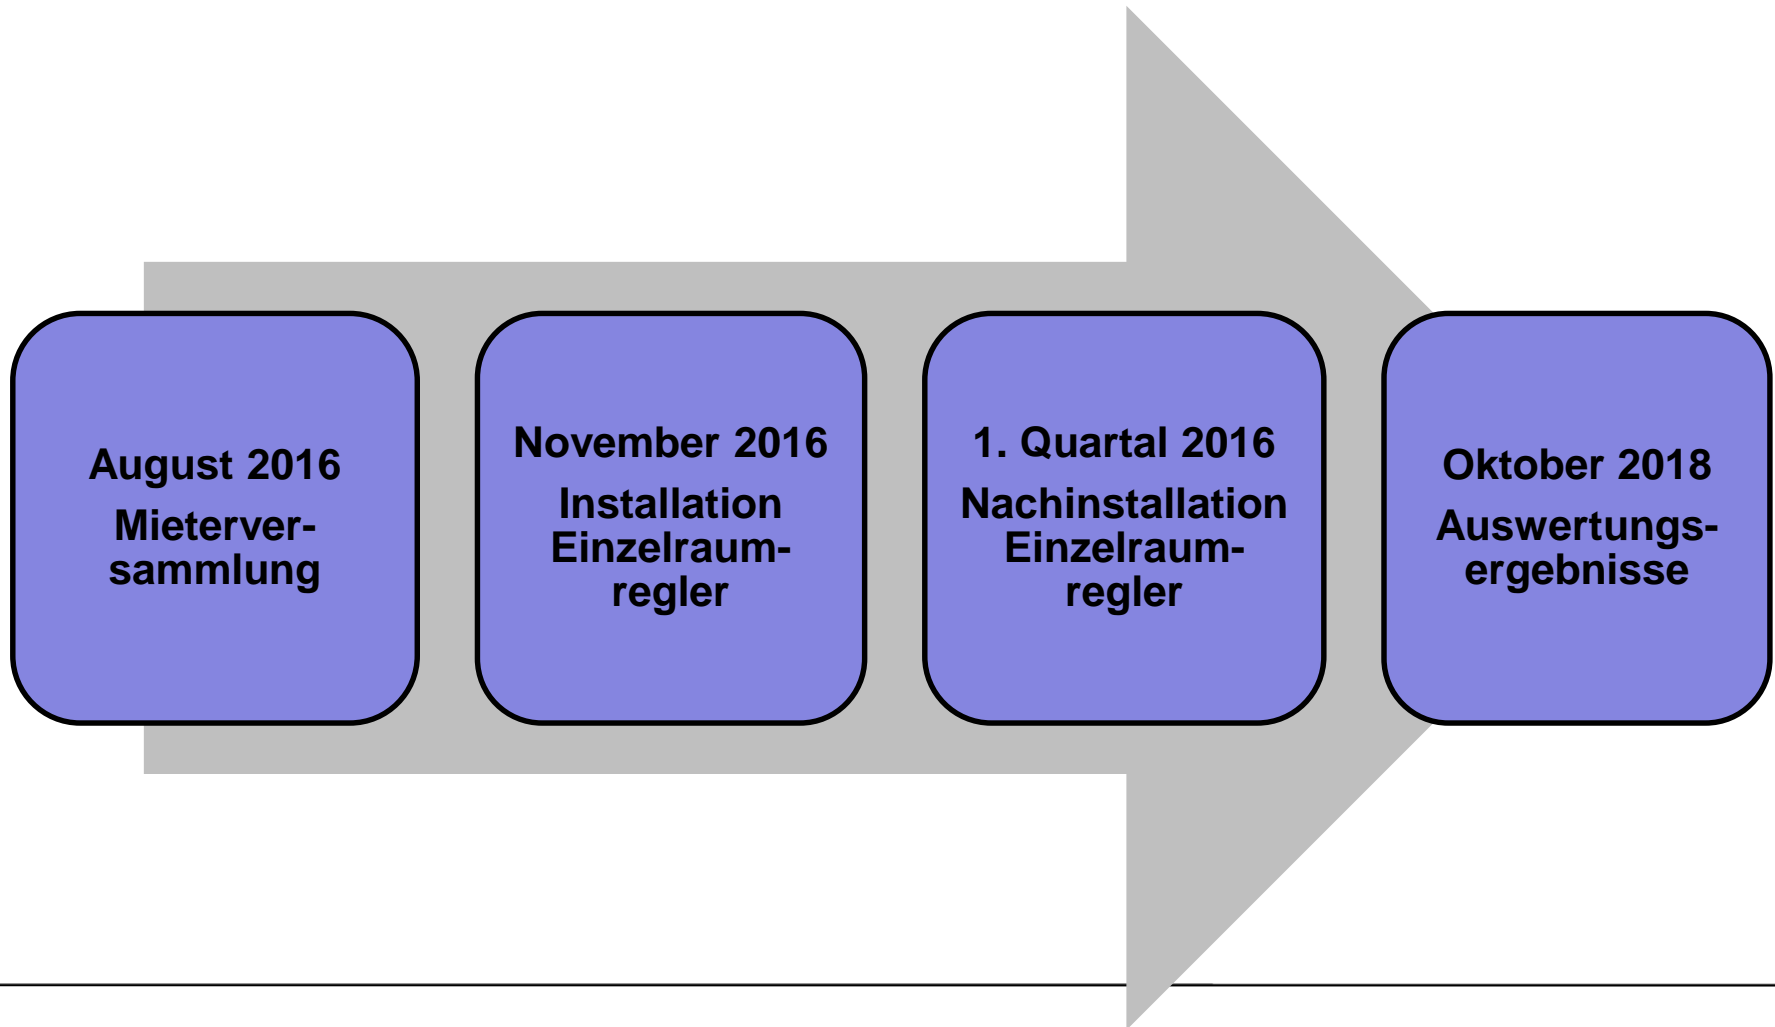 August 2016
Mieterver-
sammlung
November 2016
Installation
Einzelraum-
regler
1. Quartal 2016
Nachinstallation
Einzelraum-
regler
Oktober 2018
Auswertungs-
ergebnisse